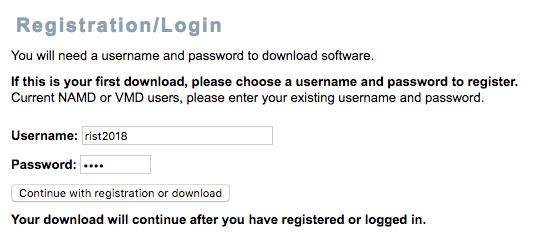 Registration/Login
You will need a username and password to download software.
If this is your first download, please choose a username and password to register.
Current NAMD or VMD users, please enter your existing username and password.
Username: rist2018
Password: ••••
Continue with registration or download
Your download will continue after you have registered or logged in.